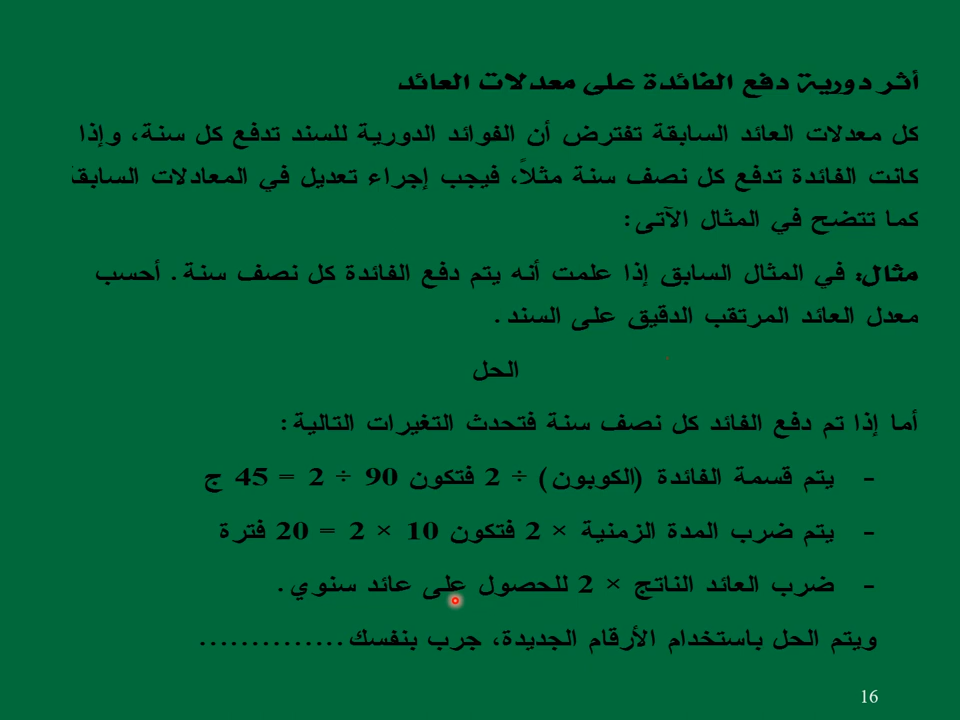 أثر دورية دفع الفائدة على معدلات العائد
كل معدلات العائد السابقة تفترض أن الفوائد الدورية للسند تدفع كل سنة، وإذا
كانت الفائدة تدفع كل نصف سنة مثلاً، فيجب إجراء تعديل في المعادلات السابقة
كما تتضح في المثال الآتى:
مثال: في المثال السابق إذا علمت أنه يتم دفع الفائدة كل نصف سنة. أحسب
معدل العائد المرتقب الدقيق على السند.
الحل
أما إذا تم دفع الفائد كل نصف سنة فتحدث التغيرات التالية:
- يتم قسمة الفائدة (الكوبون) ÷ 2 فتكون 90 ÷ 2 = 45 ج
- يتم ضرب المدة الزمنية × 2 فتكون 10 × 2 = 20 فترة
- ضرب العائد الناتج × 2 للحصول على عائد سنوي.
ويتم الحل باستخدام الأرقام الجديدة، جرب بنفسك..............
16